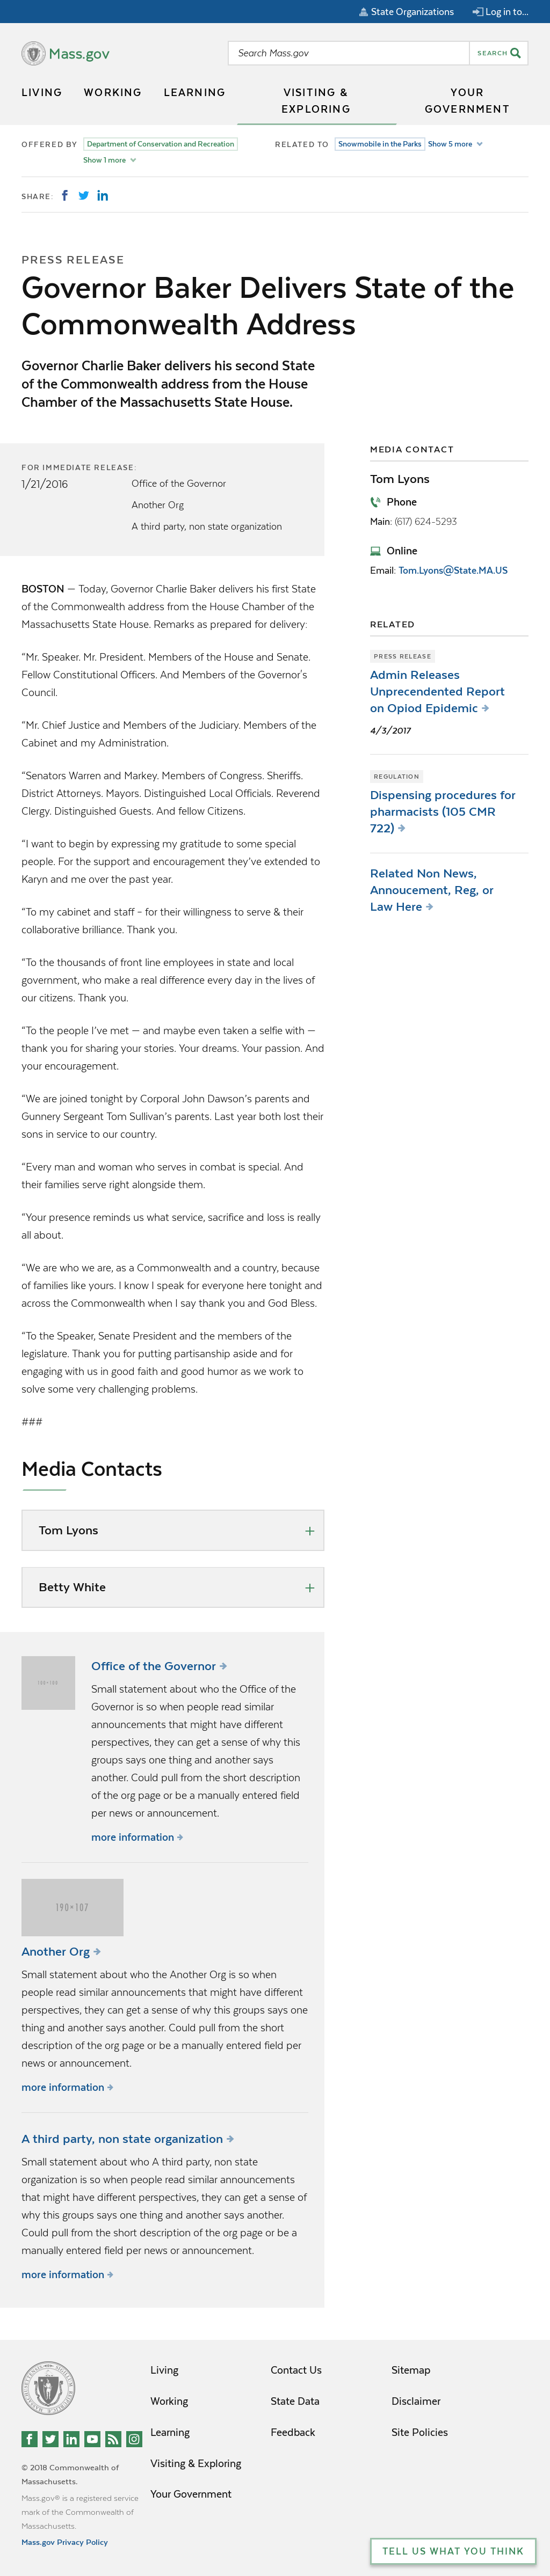 State Organizations
Log in to...
Mass.gov
Search Mass.gov
SEARCH
LIVING
WORKING
LEARNING
VISITING &
EXPLORING
YOUR
GOVERNMENT
OFFERED BY
Department of Conservation and Recreation
Show 1 more
RELATED TO
Snowmobile in the Parks
Show 5 more
SHARE:
PRESS RELEASE
Governor Baker Delivers State of the
Commonwealth Address
Governor Charlie Baker delivers his second State
of the Commonwealth address from the House
Chamber of the Massachusetts State House.
FOR IMMEDIATE RELEASE:
1/21/2016
Office of the Governor
Another Org
A third party, non state organization
BOSTON — Today, Governor Charlie Baker delivers his first State
of the Commonwealth address from the House Chamber of the
Massachusetts State House. Remarks as prepared for delivery:
“Mr. Speaker. Mr. President. Members of the House and Senate.
Fellow Constitutional Officers. And Members of the Governor's
Council.
“Mr. Chief Justice and Members of the Judiciary. Members of the
Cabinet and my Administration.
“Senators Warren and Markey. Members of Congress. Sheriffs.
District Attorneys. Mayors. Distinguished Local Officials. Reverend
Clergy. Distinguished Guests. And fellow Citizens.
“I want to begin by expressing my gratitude to some special
people. For the support and encouragement they've extended to
Karyn and me over the past year.
“To my cabinet and staff – for their willingness to serve & their
collaborative brilliance. Thank you.
“To the thousands of front line employees in state and local
government, who make a real difference every day in the lives of
our citizens. Thank you.
“To the people I've met — and maybe even taken a selfie with —
thank you for sharing your stories. Your dreams. Your passion. And
your encouragement.
“We are joined tonight by Corporal John Dawson's parents and
Gunnery Sergeant Tom Sullivan's parents. Last year both lost their
sons in service to our country.
“Every man and woman who serves in combat is special. And
their families serve right alongside them.
“Your presence reminds us what service, sacrifice and loss is really
all about.
“We are who we are, as a Commonwealth and a country, because
of families like yours. I know I speak for everyone here tonight and
across the Commonwealth when I say thank you and God Bless.
“To the Speaker, Senate President and the members of the
legislature. Thank you for putting partisanship aside and for
engaging with us in good faith and good humor as we work to
solve some very challenging problems.
###
Media Contacts
Tom Lyons
Betty White
MEDIA CONTACT
Tom Lyons
Phone
Main: (617) 624-5293
Online
Email: Tom.Lyons@State.MA.US
RELATED
PRESS RELEASE
Admin Releases
Unprecendented Report
on Opiod Epidemic
4/3/2017
REGULATION
Dispensing procedures for
pharmacists (105 CMR
722)
Related Non News,
Annoucement, Reg, or
Law Here
Office of the Governor
Small statement about who the Office of the
Governor is so when people read similar
announcements that might have different
perspectives, they can get a sense of why this
groups says one thing and another says
another. Could pull from the short description
of the org page or be a manually entered field
per news or announcement.
more information
190×107
Another Org
Small statement about who the Another Org is so when
people read similar announcements that might have different
perspectives, they can get a sense of why this groups says one
thing and another says another. Could pull from the short
description of the org page or be a manually entered field per
news or announcement.
more information
A third party, non state organization
Small statement about who A third party, non state
organization is so when people read similar announcements
that might have different perspectives, they can get a sense of
why this groups says one thing and another says another.
Could pull from the short description of the org page or be a
manually entered field per news or announcement.
more information
Living
Working
Learning
Visiting & Exploring
Your Government
Contact Us
State Data
Feedback
Sitemap
Disclaimer
Site Policies
© 2018 Commonwealth of
Massachusetts.
Mass.gov® is a registered service
mark of the Commonwealth of
Massachusetts.
Mass.gov Privacy Policy
TELL US WHAT YOU THINK